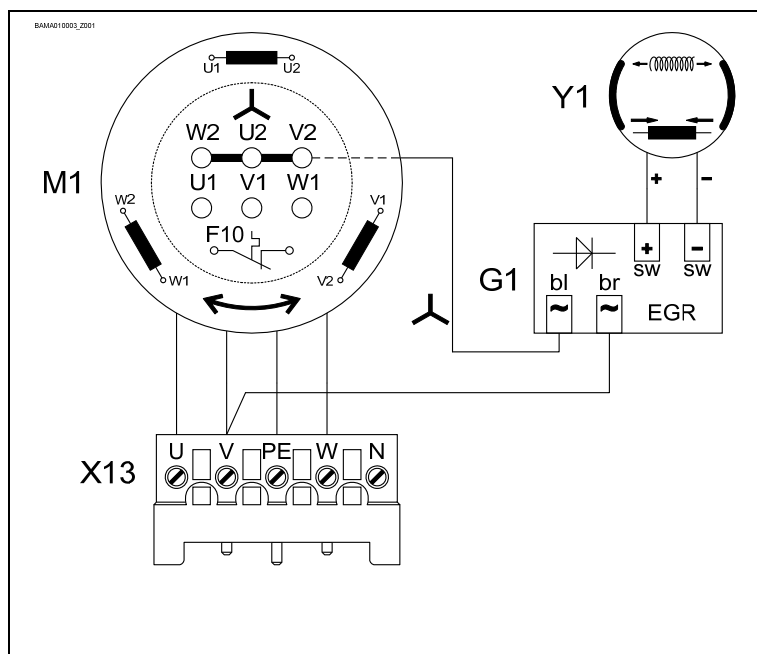 BAMA010003_Z001
U1 U2
Y1
W2 U2 V2
M1
U1 V1 W1
W2
V1
F10
W1
V2
+ -
+ -
SW SW
G1
bl br
~ ~
EGR
X13
U V PE W N